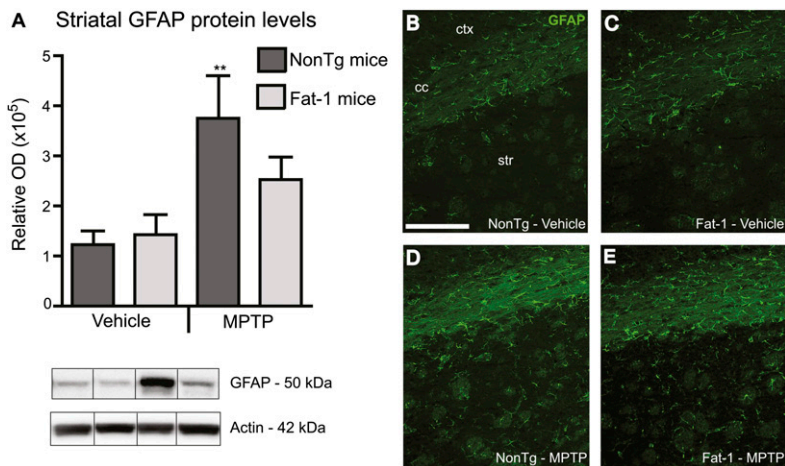 A
Striatal GFAP protein levels
NonTg mice
Fat-1 mice
**
Relative OD (x10⁵)
5
4
3
2
1
0
Vehicle
MPTP
GFAP - 50 kDa
Actin - 42 kDa
B
ctx
GFAP
cc
str
NonTg - Vehicle
C
Fat-1 - Vehicle
D
NonTg - MPTP
E
Fat-1 - MPTP